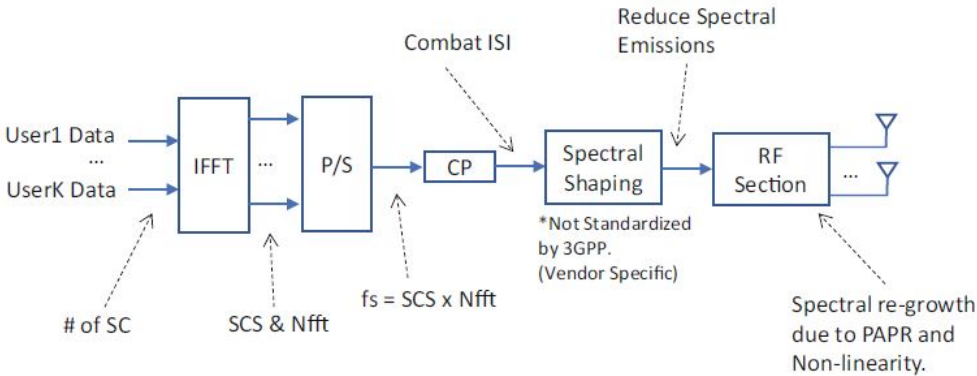 Reduce Spectral
Emissions
Combat ISI
User1 Data
...
UserK Data
IFFT
...
P/S
CP
Spectral
Shaping
RF
Section
...
*Not Standardized
by 3GPP.
(Vendor Specific)
# of SC
SCS & Nfft
fs = SCS x Nfft
Spectral re-growth
due to PAPR and
Non-linearity.